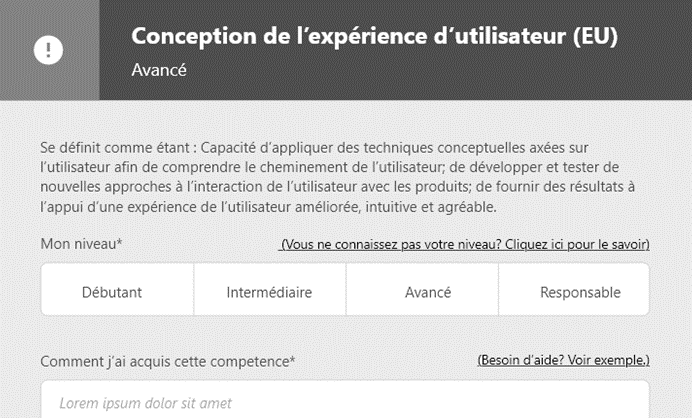 Conception de l’expérience d’utilisateur (EU)
Avancé
Se définit comme étant : Capacité d’appliquer des techniques conceptuelles axées sur
l’utilisateur afin de comprendre le cheminement de l’utilisateur; de développer et tester de
nouvelles approches à l’interaction de l’utilisateur avec les produits; de fournir des résultats à
l’appui d’une expérience de l’utilisateur améliorée, intuitive et agréable.
Mon niveau* (Vous ne connaissez pas votre niveau? Cliquez ici pour le savoir)
Débutant Intermédiaire Avancé Responsable
Comment j’ai acquis cette competence* (Besoin d’aide? Voir exemple.)
Lorem ipsum dolor sit amet